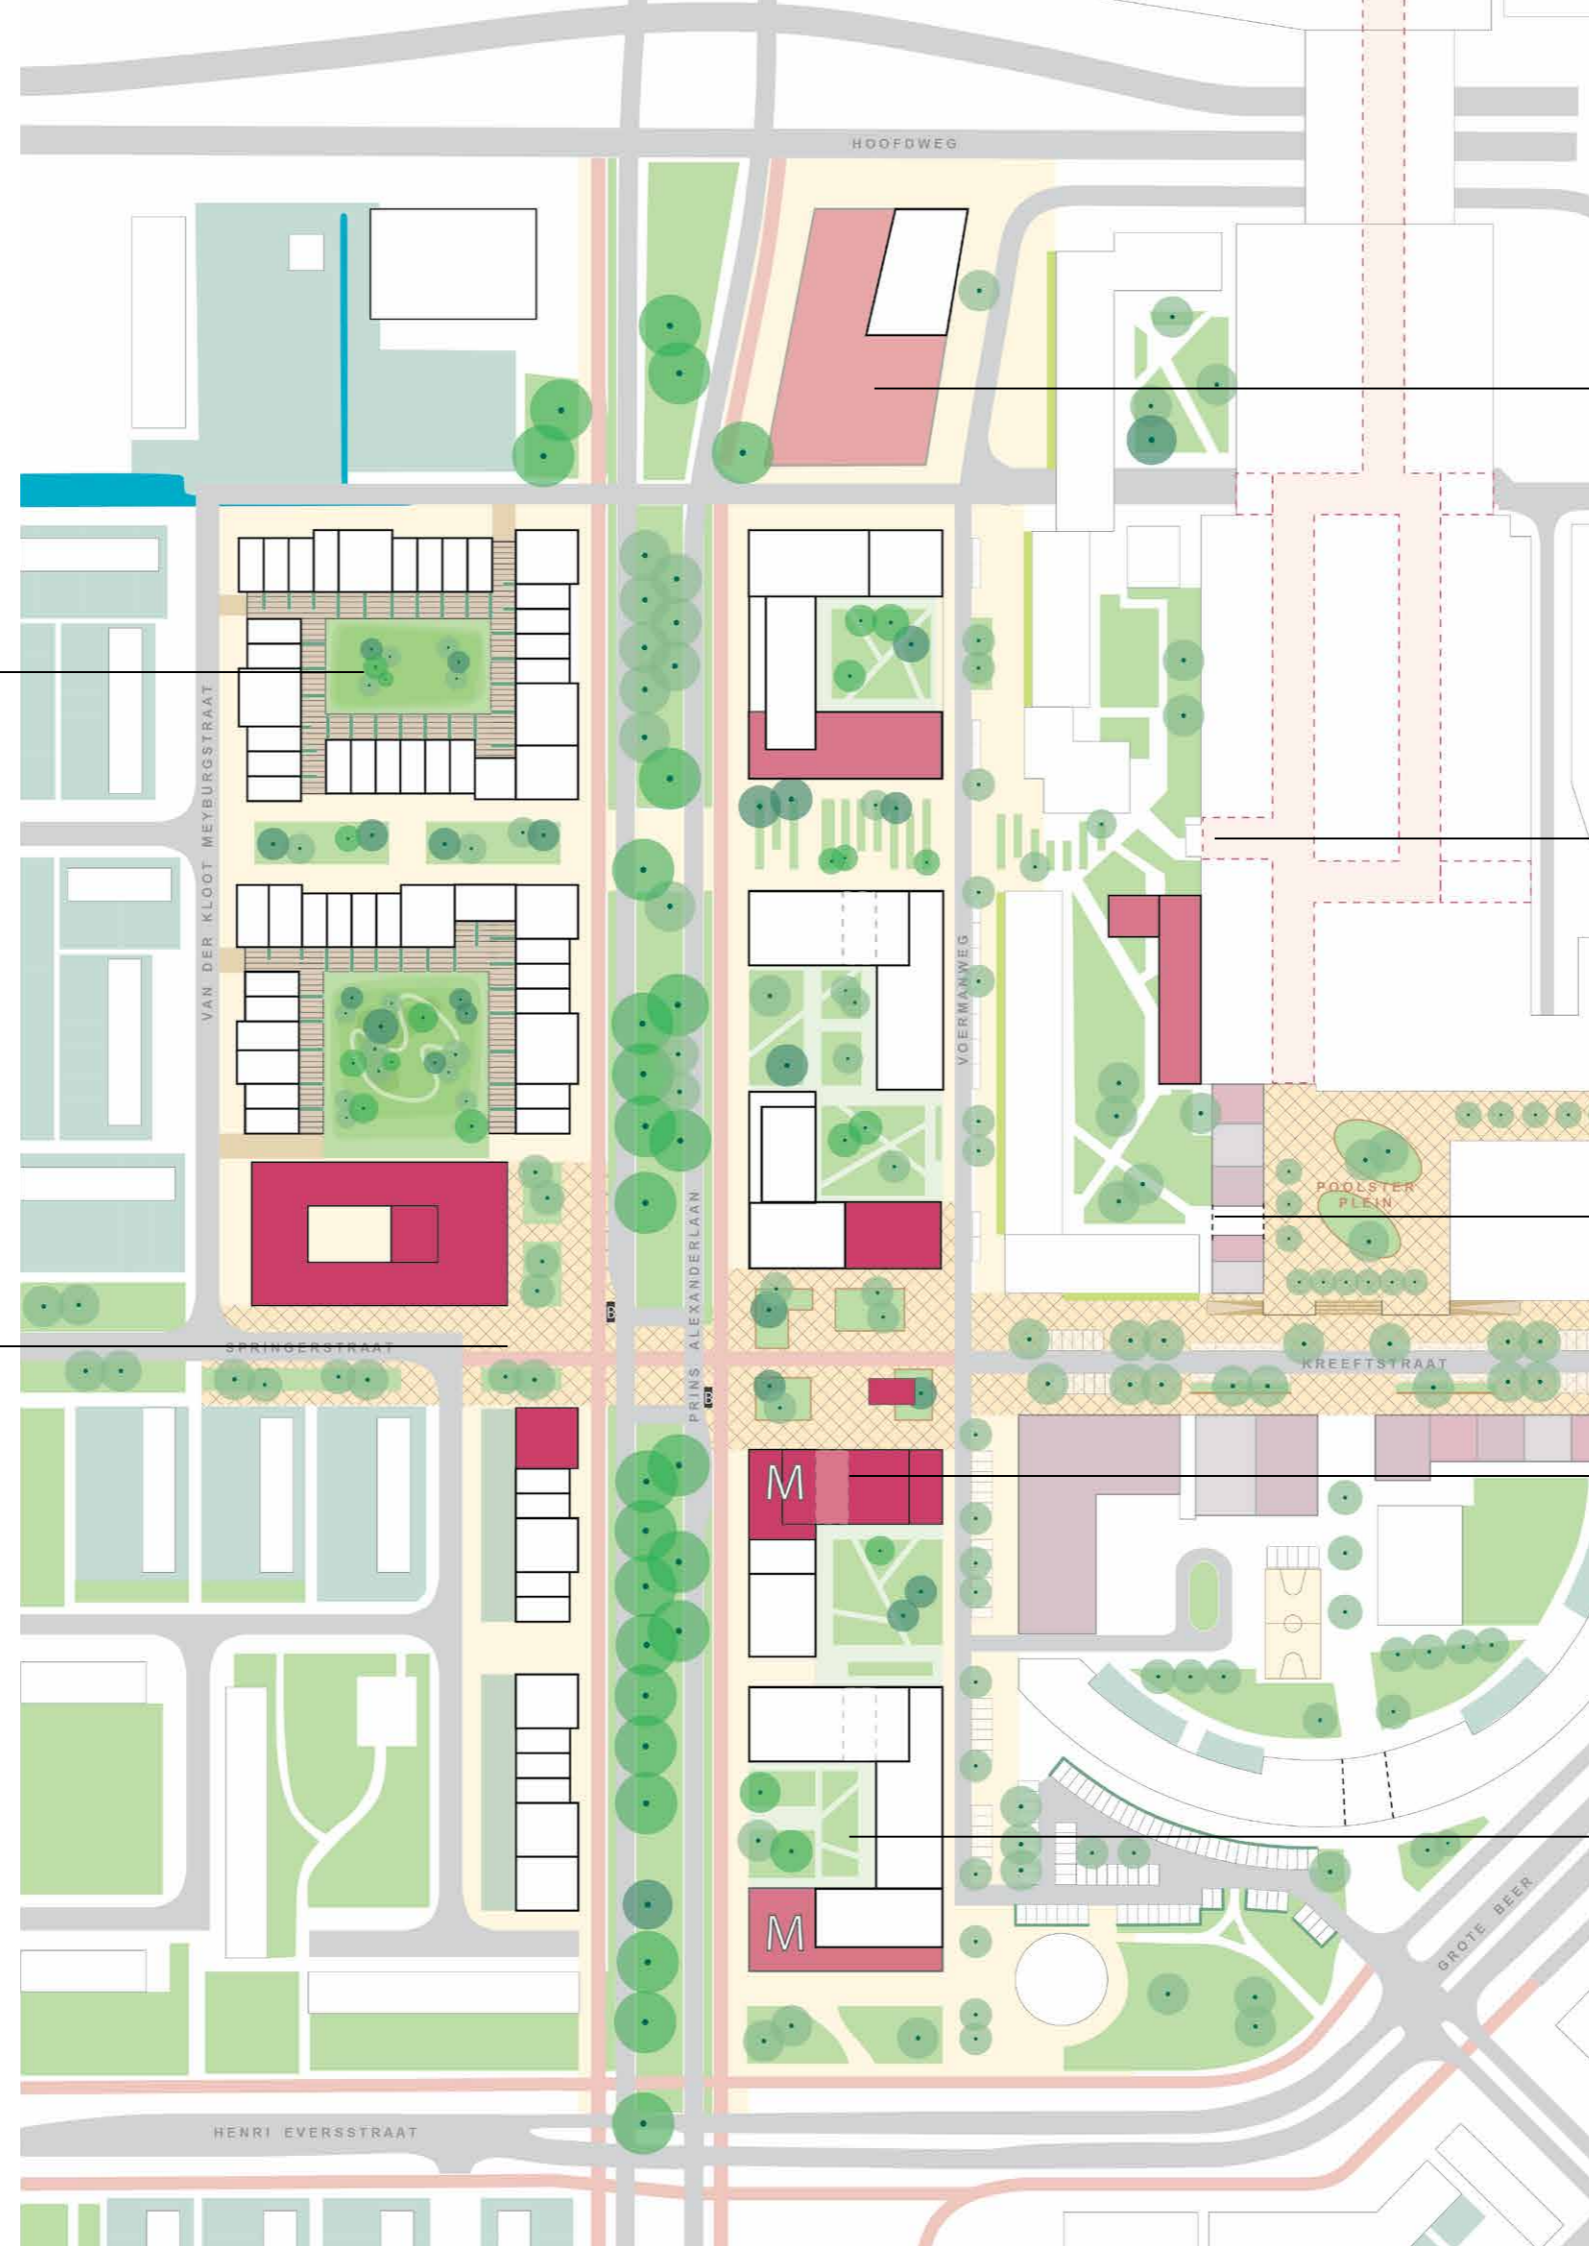 HOOFDWEG
VAN DER KLOOT MEYBURGSTRAAT
VOERMANWEG
POOLSTER
PLEIN
PRINS ALEXANDERLAAN
B
SPRINGERSTRAAT
KREEFTSTRAAT
B
M
M
GROTE BEER
HENRI EVERSSTRAAT